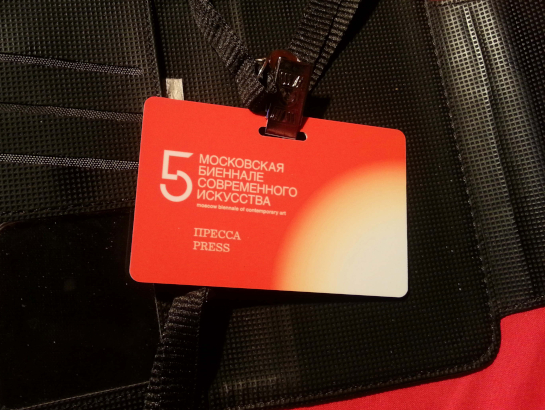 5
МОСКОВСКАЯ
БИЕННАЛЕ
СОВРЕМЕННОГО
ИСКУССТВА
moscow biennale of contemporary art
ПРЕССА
PRESS